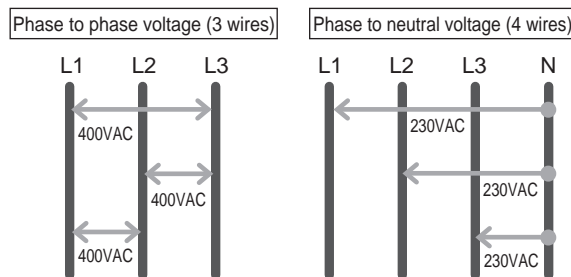 Phase to phase voltage (3 wires)
L1 L2 L3
400VAC
400VAC
400VAC
Phase to neutral voltage (4 wires)
L1 L2 L3 N
230VAC
230VAC
230VAC